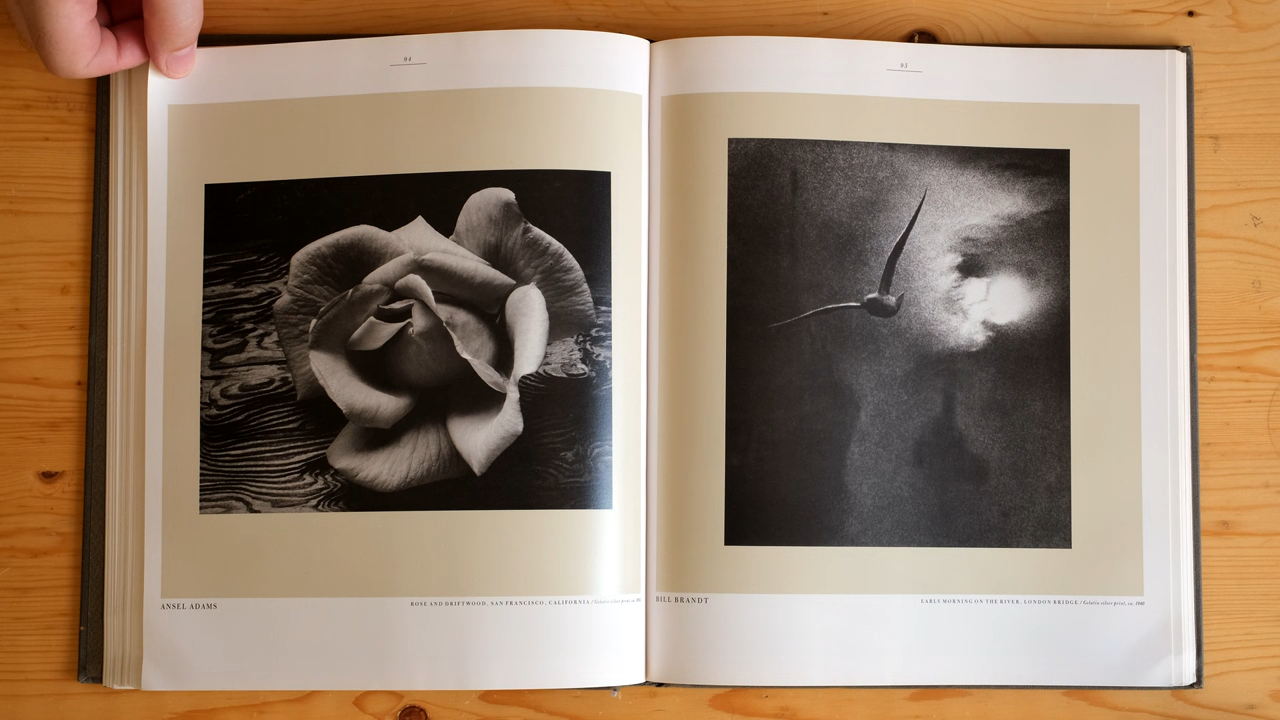 94
95
ANSEL ADAMS
ROSE AND DRIFTWOOD, SAN FRANCISCO, CALIFORNIA / Gelatin silver print, ca.
BILL BRANDT
EARLY MORNING ON THE RIVER, LONDON BRIDGE / Gelatin silver print, ca.